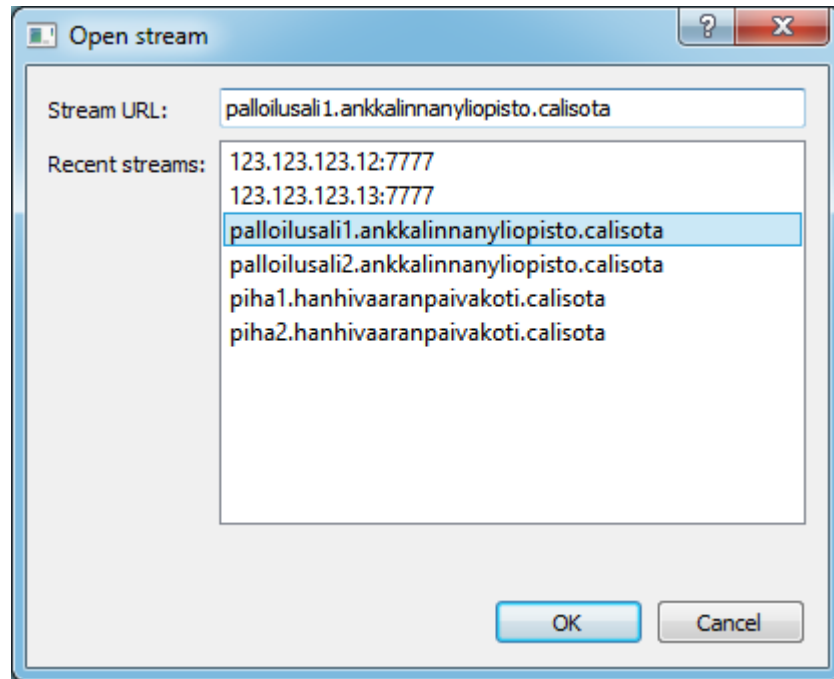 Open stream
Stream URL: palloilusali1.ankkalinnanyliopisto.calisota
Recent streams: 123.123.123.12:7777
123.123.123.13:7777
palloilusali1.ankkalinnanyliopisto.calisota
palloilusali2.ankkalinnanyliopisto.calisota
piha1.hanhivaaranpaivakoti.calisota
piha2.hanhivaaranpaivakoti.calisota
OK Cancel